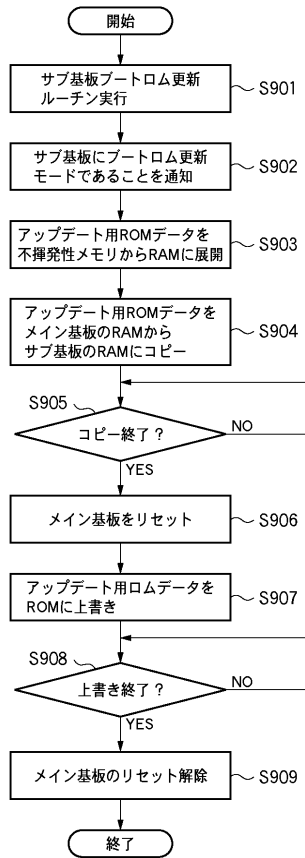 開始
サブ基板ブートロム更新
ルーチン実行
S901
サブ基板にブートロム更新
モードであることを通知
S902
アップデート用ROMデータを
不揮発性メモリからRAMに展開
S903
アップデート用ROMデータを
メイン基板のRAMから
サブ基板のRAMにコピー
S904
S905
コピー終了？
NO
YES
メイン基板をリセット
S906
アップデート用ロムデータを
ROMに上書き
S907
S908
上書き終了？
NO
YES
メイン基板のリセット解除
S909
終了